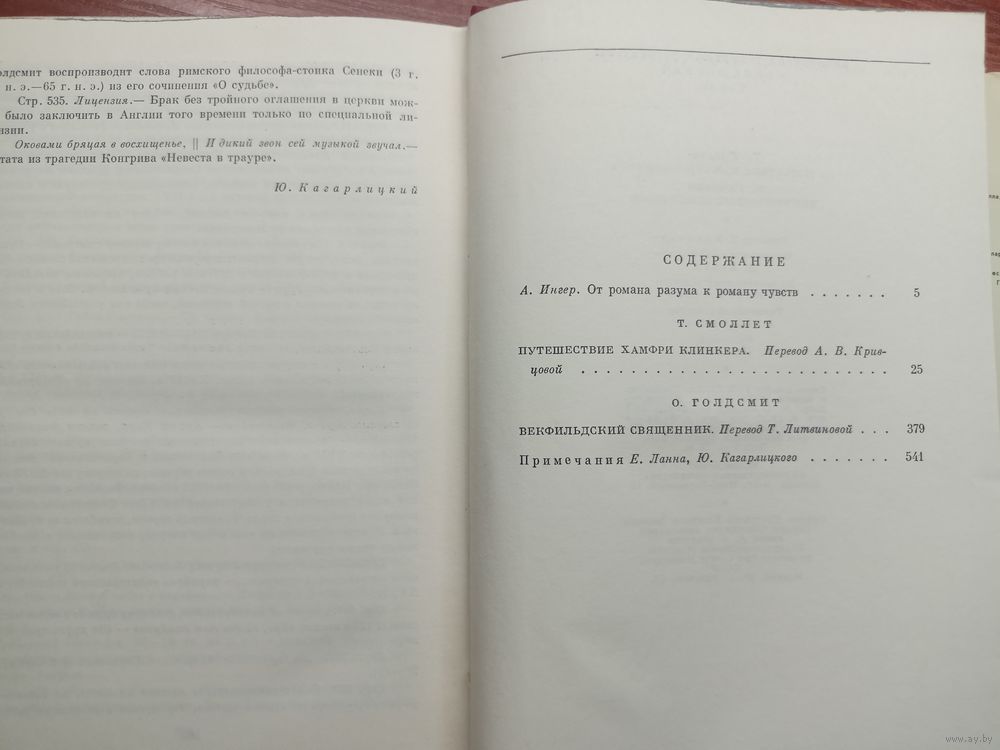 олдсмит воспроизводит слова римского философа-стоика Сенеки (3 г.
н. э.—65 г. н. э.) из его сочинения «О судьбе».
Стр. 535. Лицензия.— Брак без тройного оглашения в церкви мож-
было заключить в Англии того времени только по специальной ли-
нзии.
Оковами бряцая в восхищенье, || И дикий звон сей музыкой звучал.—
тата из трагедии Конгрива «Невеста в трауре».
Ю. Кагарлицкий
СОДЕРЖАНИЕ
А. Ингер. От романа разума к роману чувств . . . . . . . 5
Т. СМОЛЛЕТ
ПУТЕШЕСТВИЕ ХАМФРИ КЛИНКЕРА. Перевод А. В. Крив-
цовой . . . . . . . . . . . . . . . . . . . . . . . . . 25
О. ГОЛДСМИТ
ВЕКФИЛЬДСКИЙ СВЯЩЕННИК. Перевод Т. Литвиновой . . . 379
Примечания Е. Ланна, Ю. Кагарлицкого . . . . . . . 541
www.ay.by